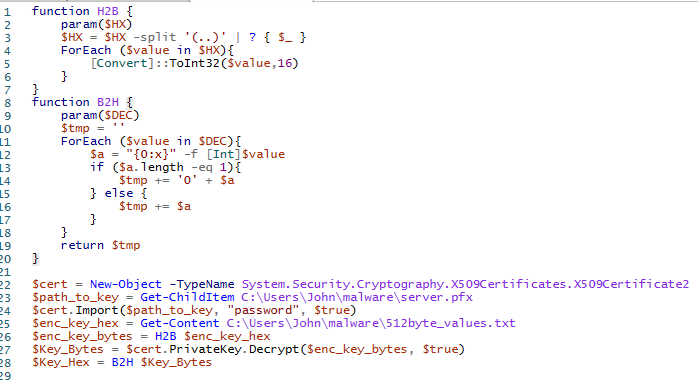 1 function H2B {
2 param($HX)
3 $HX = $HX -split '(..)' | ? { $_ }
4 ForEach ($value in $HX){
5 [Convert]::ToInt32($value,16)
6 }
7 }
8 function B2H {
9 param($DEC)
10 $tmp = ''
11 ForEach ($value in $DEC){
12 $a = "{0:x}" -f [Int]$value
13 if ($a.length -eq 1){
14 $tmp += '0' + $a
15 } else {
16 $tmp += $a
17 }
18 }
19 return $tmp
20 }
21
22 $cert = New-Object -TypeName System.Security.Cryptography.X509Certificates.X509Certificate2
23 $path_to_key = Get-ChildItem C:\Users\John\malware\server.pfx
24 $cert.Import($path_to_key, "password", $true)
25 $enc_key_hex = Get-Content C:\Users\John\malware\512byte_values.txt
26 $enc_key_bytes = H2B $enc_key_hex
27 $Key_Bytes = $cert.PrivateKey.Decrypt($enc_key_bytes, $true)
28 $Key_Hex = B2H $Key_Bytes
29